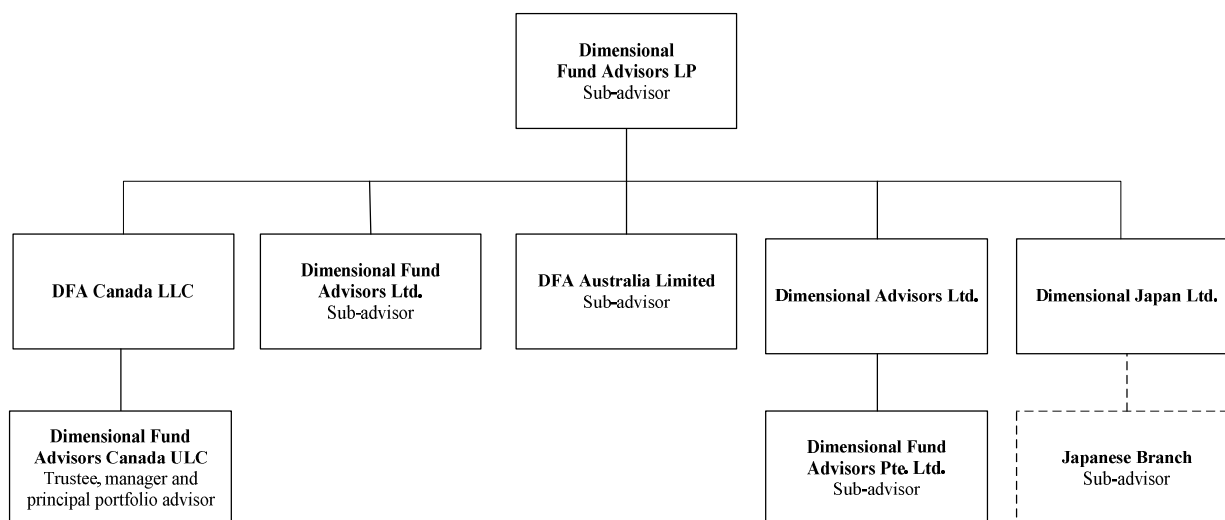 Dimensional
Fund Advisors LP
Sub-advisor
DFA Canada LLC
Dimensional Fund
Advisors Ltd.
Sub-advisor
DFA Australia Limited
Sub-advisor
Dimensional Advisors Ltd.
Dimensional Japan Ltd.
Dimensional Fund
Advisors Canada ULC
Trustee, manager and
principal portfolio advisor
Dimensional Fund
Advisors Pte. Ltd.
Sub-advisor
Japanese Branch
Sub-advisor